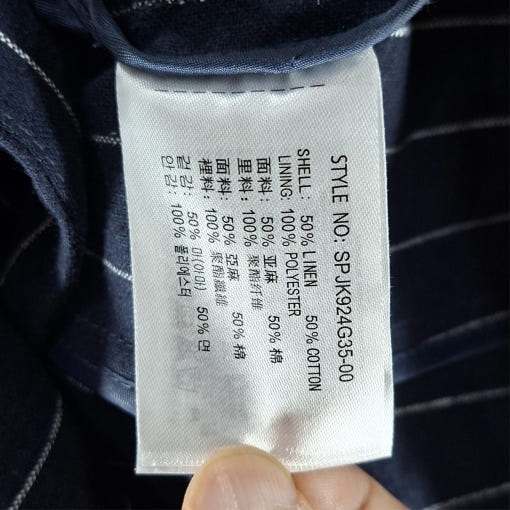 STYLE NO: SPJK924G35-00
SHELL: 50% LINEN 50% COTTON
LINING: 100% POLYESTER
面料: 50% 亚麻 50% 棉
里料: 100% 聚酯纤维
面料: 50% 亞麻 50% 棉
裡料: 100% 聚酯纖維
겉감: 50% 마(아마) 50% 면
안감: 100% 폴리에스터